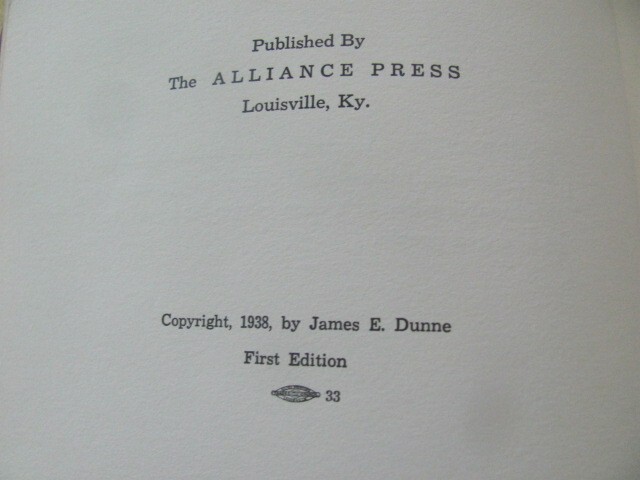 Published By
The ALLIANCE PRESS
Louisville, Ky.
Copyright, 1938, by James E. Dunne
First Edition
33